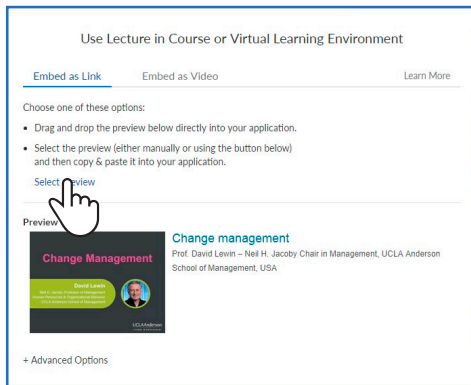 Use Lecture in Course or Virtual Learning Environment
Embed as Link Embed as Video Learn More
Choose one of these options:
• Drag and drop the preview below directly into your application.
• Select the preview (either manually or using the button below)
and then copy & paste it into your application.
Select
Preview
Change management
Prof. David Lewin – Neil H. Jacoby Chair in Management, UCLA Anderson
School of Management, USA
Change Management
David Lewin
UCLAAnderson
+ Advanced Options